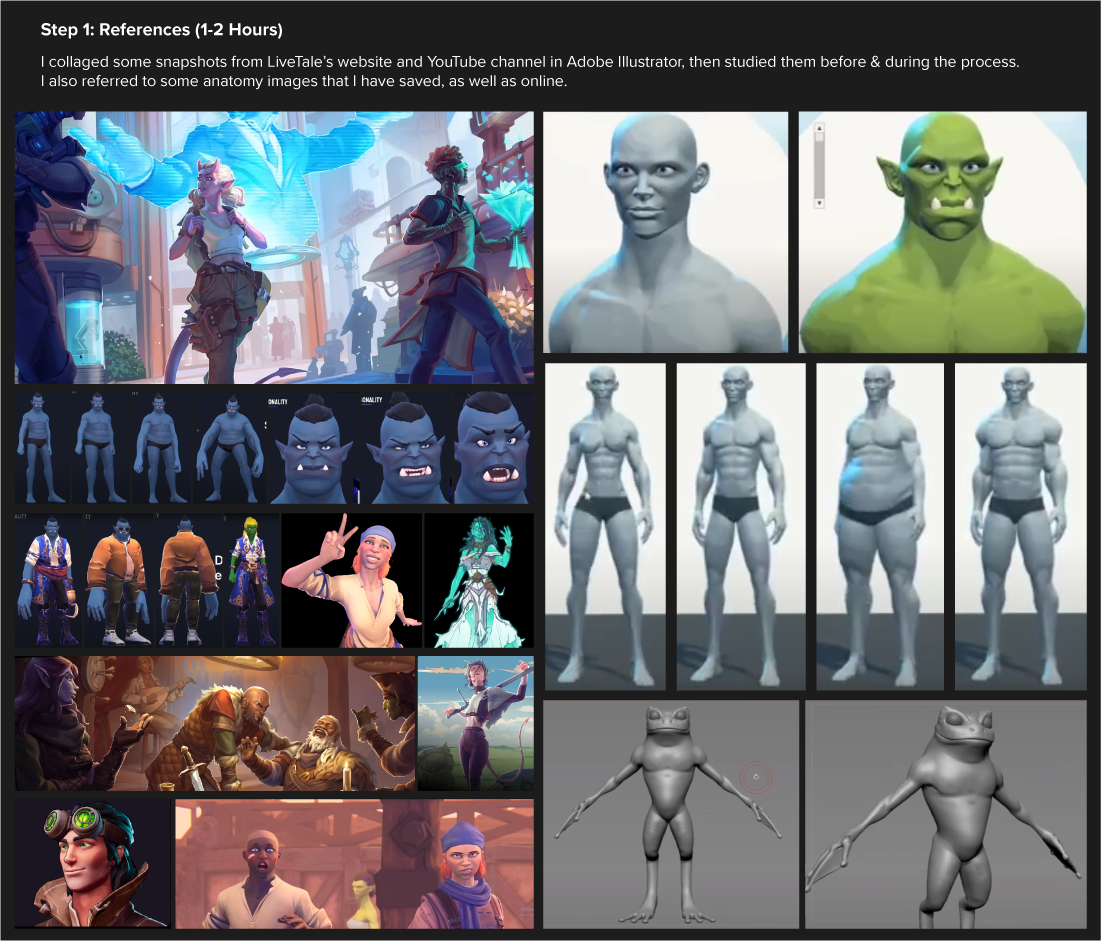 Step 1: References (1-2 Hours)
I collaged some snapshots from LiveTale's website and YouTube channel in Adobe Illustrator, then studied them before & during the process.
I also referred to some anatomy images that I have saved, as well as online.
ONALITY
ONALITY
ALITY
TY
D
e